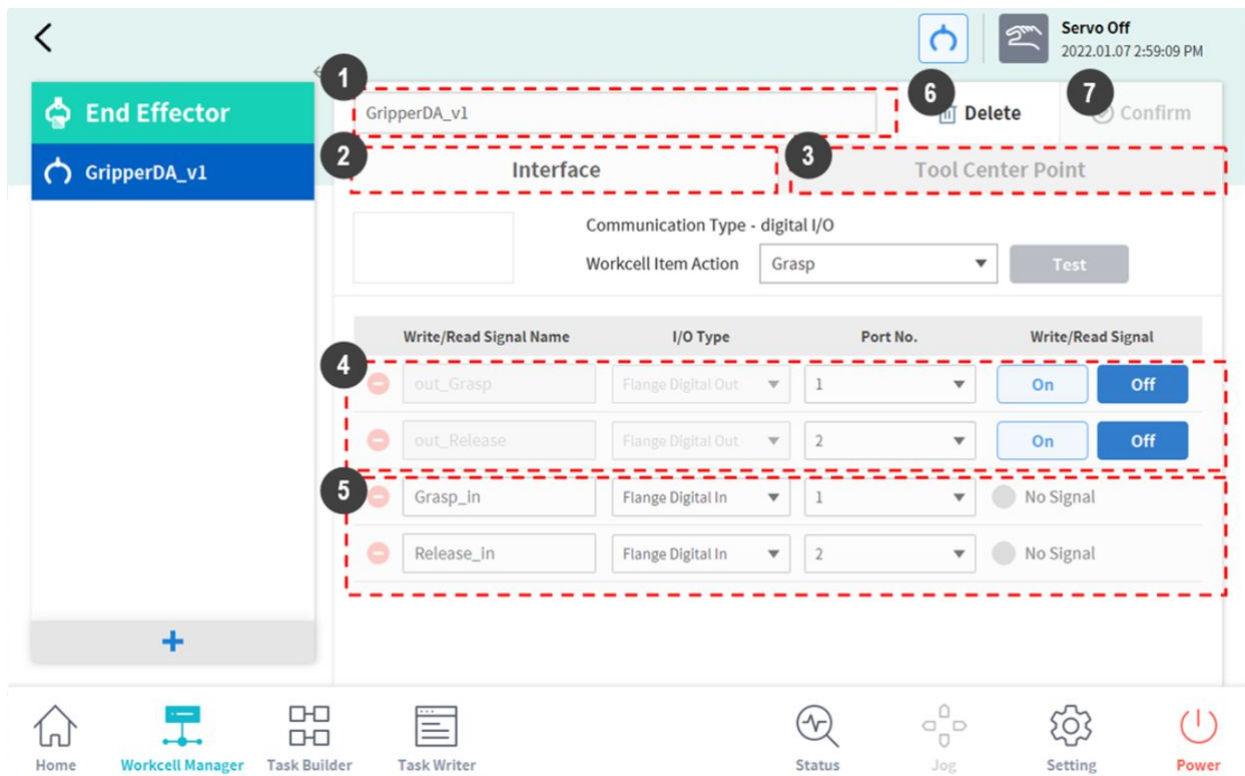 Servo Off
2022.01.07 2:59:09 PM
End Effector
GripperDA_v1
1
GripperDA_v1
6
Delete
7
Confirm
2
Interface
3
Tool Center Point
Communication Type - digital I/O
Workcell Item Action Grasp Test
Write/Read Signal Name I/O Type Port No. Write/Read Signal
4
out_Grasp Flange Digital Out 1 On Off
out_Release Flange Digital Out 2 On Off
5
Grasp_in Flange Digital In 1 No Signal
Release_in Flange Digital In 2 No Signal
+
Home Workcell Manager Task Builder Task Writer Status Jog Setting Power